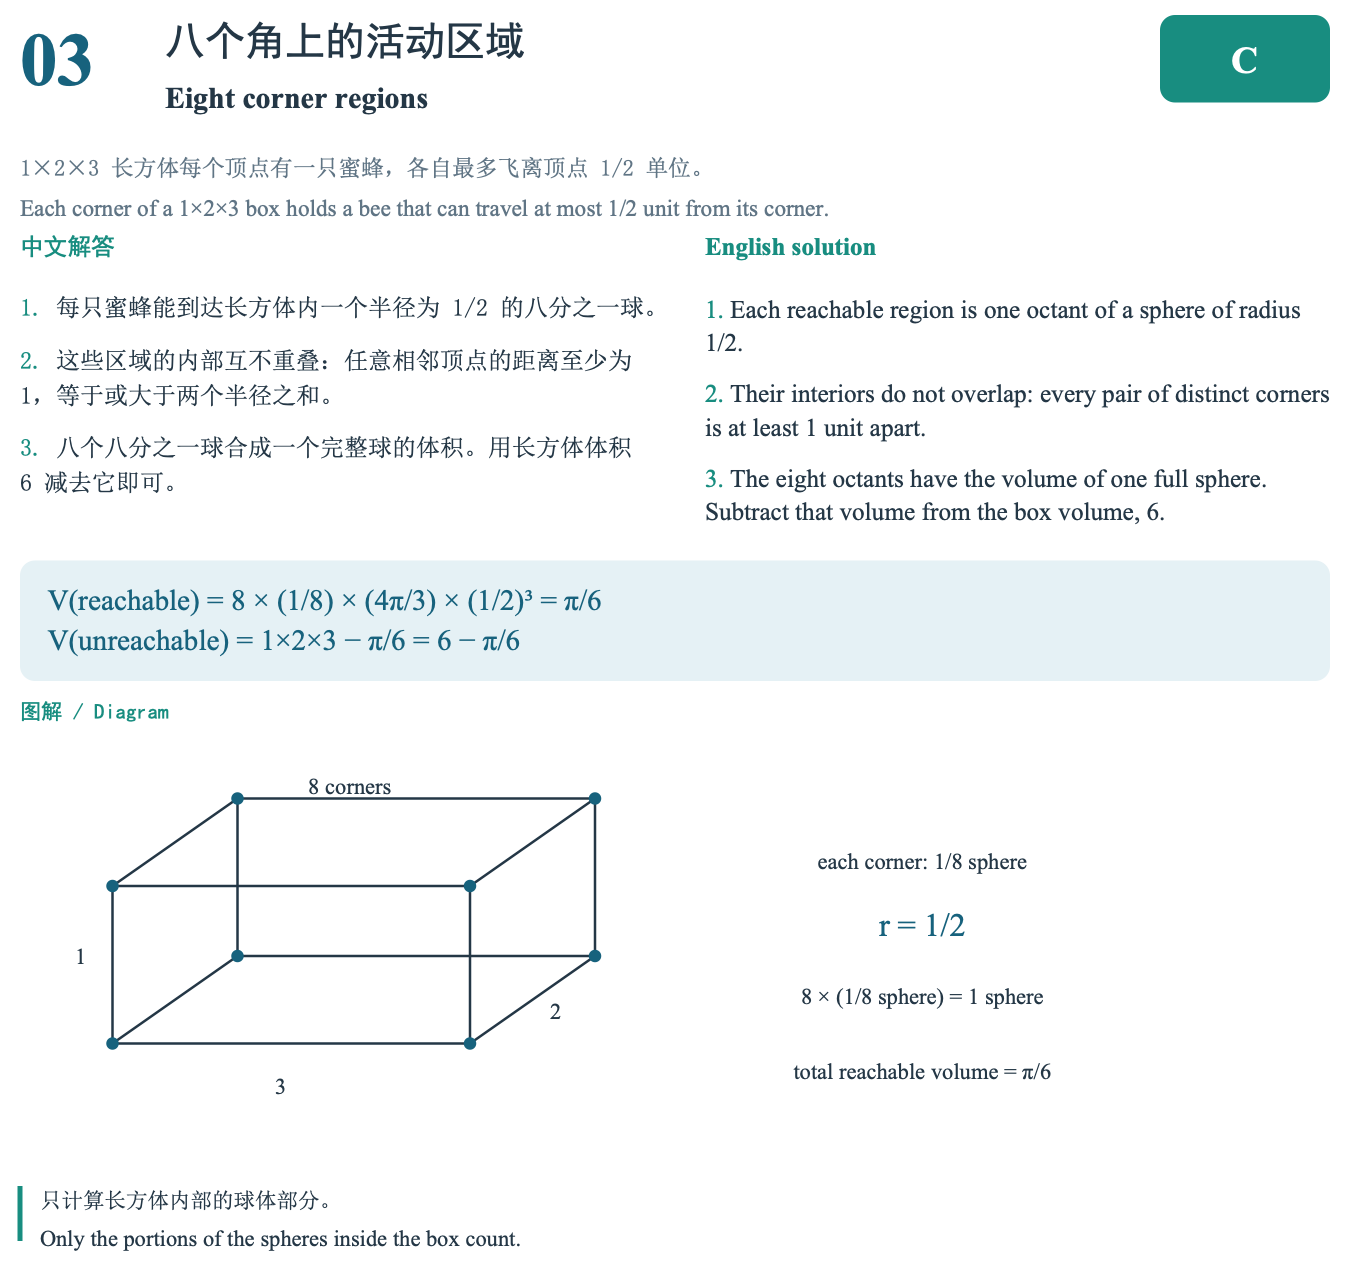 03
八个角上的活动区域
Eight corner regions
C
1×2×3 长方体每个顶点有一只蜜蜂，各自最多飞离顶点 1/2 单位。
Each corner of a 1×2×3 box holds a bee that can travel at most 1/2 unit from its corner.
中文解答
1. 每只蜜蜂能到达长方体内一个半径为 1/2 的八分之一球。
2. 这些区域的内部互不重叠：任意相邻顶点的距离至少为
1，等于或大于两个半径之和。
3. 八个八分之一球合成一个完整球的体积。用长方体体积
6 减去它即可。
English solution
1. Each reachable region is one octant of a sphere of radius
1/2.
2. Their interiors do not overlap: every pair of distinct corners
is at least 1 unit apart.
3. The eight octants have the volume of one full sphere.
Subtract that volume from the box volume, 6.
V(reachable) = 8 × (1/8) × (4π/3) × (1/2)³ = π/6
V(unreachable) = 1×2×3 − π/6 = 6 − π/6
图解 / Diagram
8 corners
1
2
3
each corner: 1/8 sphere
r = 1/2
8 × (1/8 sphere) = 1 sphere
total reachable volume = π/6
只计算长方体内部的球体部分。
Only the portions of the spheres inside the box count.